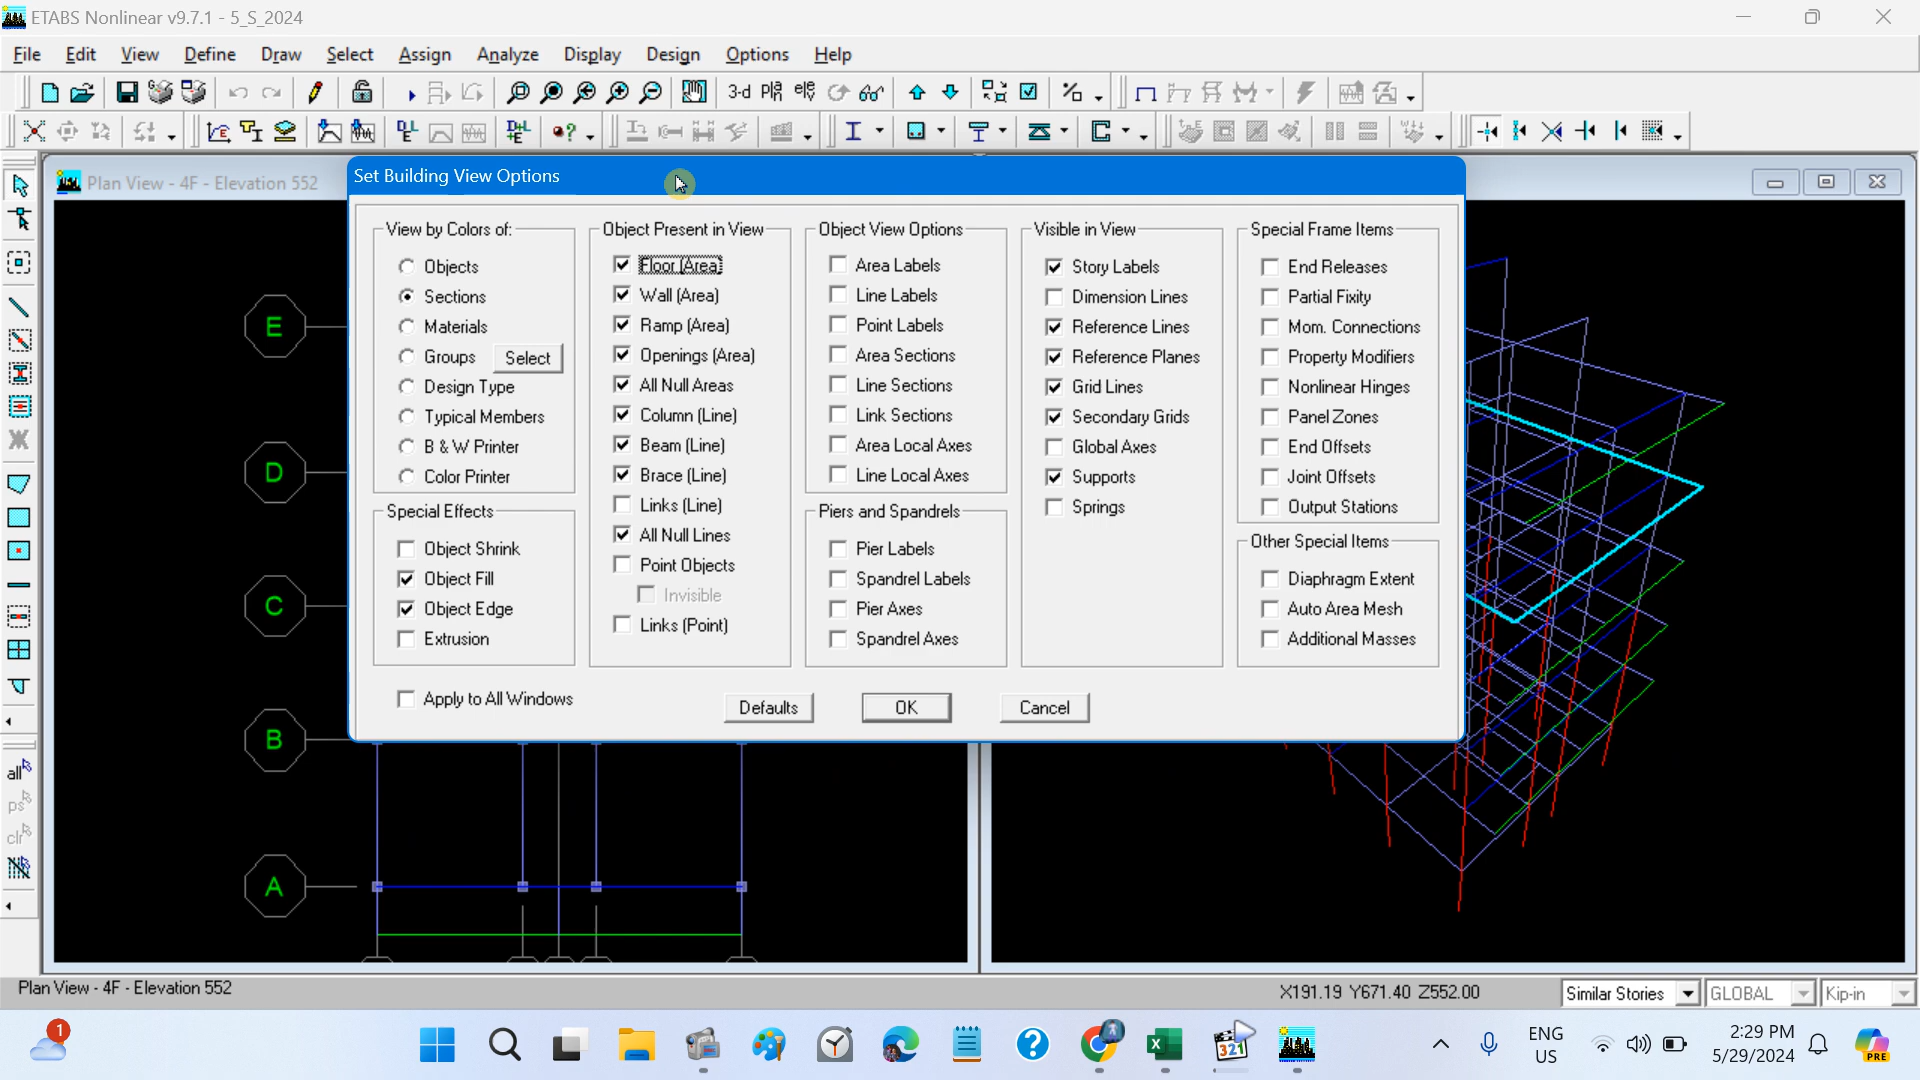 ETABS Nonlinear v9.7.1 - 5_S_2024
File Edit View Define Draw Select Assign Analyze Display Design Options Help
3-d
all
ps
clr
Plan View - 4F - Elevation 552
E
D
C
B
A
Set Building View Options
View by Colors of:
Objects
Sections
Materials
Groups Select
Design Type
Typical Members
B & W Printer
Color Printer
Special Effects
Object Shrink
Object Fill
Object Edge
Extrusion
Apply to All Windows
Object Present in View
Floor (Area)
Wall (Area)
Ramp (Area)
Openings (Area)
All Null Areas
Column (Line)
Beam (Line)
Brace (Line)
Links (Line)
All Null Lines
Point Objects
Invisible
Links (Point)
Object View Options
Area Labels
Line Labels
Point Labels
Area Sections
Line Sections
Link Sections
Area Local Axes
Line Local Axes
Piers and Spandrels
Pier Labels
Spandrel Labels
Pier Axes
Spandrel Axes
Visible in View
Story Labels
Dimension Lines
Reference Lines
Reference Planes
Grid Lines
Secondary Grids
Global Axes
Supports
Springs
Special Frame Items
End Releases
Partial Fixity
Mom. Connections
Property Modifiers
Nonlinear Hinges
Panel Zones
End Offsets
Joint Offsets
Output Stations
Other Special Items
Diaphragm Extent
Auto Area Mesh
Additional Masses
Defaults OK Cancel
Plan View - 4F - Elevation 552
X191.19 Y671.40 Z552.00
Similar Stories
GLOBAL
Kip-in
1
321
ENG
US
2:29 PM
5/29/2024
PRE